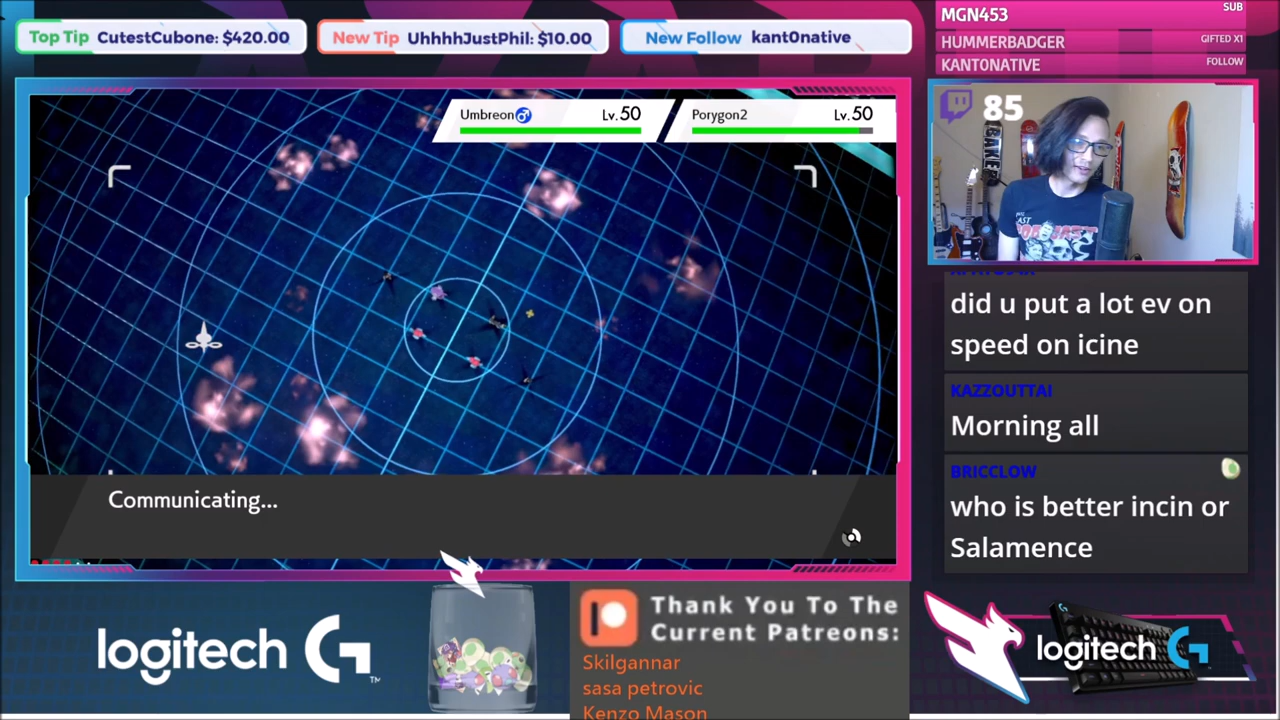 Top Tip CutestCubone: $420.00
New Tip UhhhhJustPhil: $10.00
New Follow kant0native
MGN453 SUB
HUMMERBADGER GIFTED X1
KANT0NATIVE FOLLOW
Umbreon♂ Lv.50
Porygon2 Lv.50
85
did u put a lot ev on
speed on icine
KAZZOUTTAI
Morning all
BRICCLOW
who is better incin or
Salamence
Communicating...
logitech G
Thank You To The
Current Patreons:
Skilgannar
sasa petrovic
Kenzo Mason
logitech G